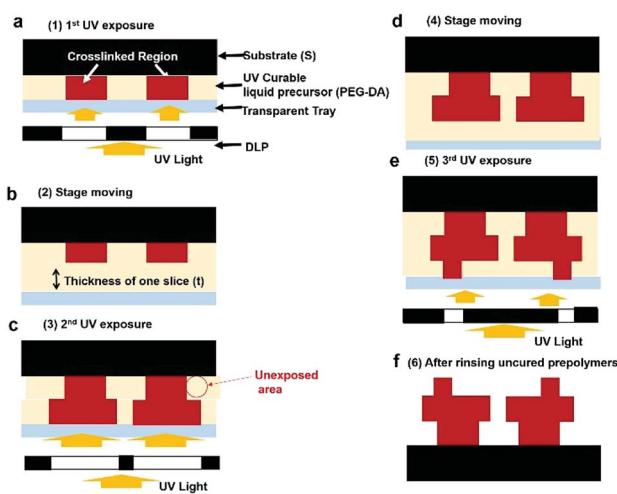 a (1) 1st UV exposure
Crosslinked Region
Substrate (S)
UV Curable
liquid precursor (PEG-DA)
Transparent Tray
DLP
UV Light
b (2) Stage moving
Thickness of one slice (t)
c (3) 2nd UV exposure
Unexposed
area
UV Light
d (4) Stage moving
e (5) 3rd UV exposure
UV Light
f (6) After rinsing uncured prepolymers